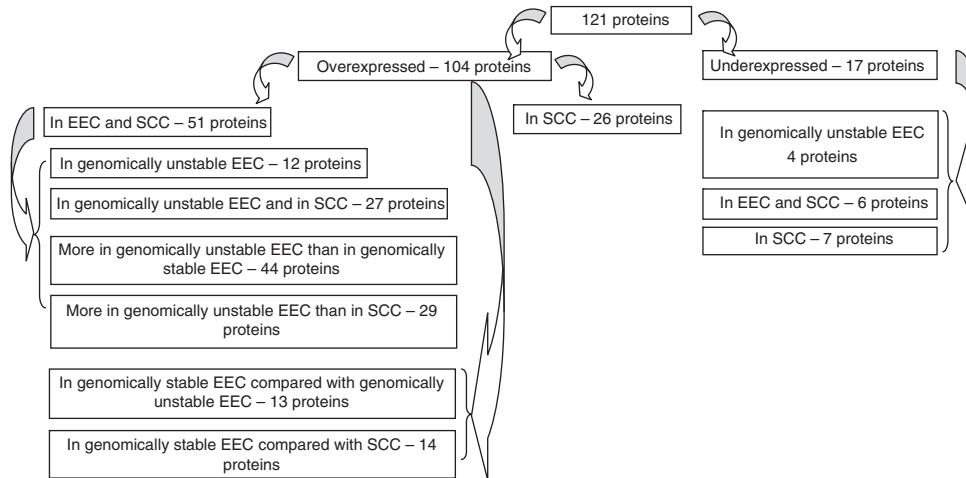 121 proteins
Overexpressed – 104 proteins
Underexpressed – 17 proteins
In EEC and SCC – 51 proteins
In SCC – 26 proteins
In genomically unstable EEC – 12 proteins
In genomically unstable EEC and in SCC – 27 proteins
More in genomically unstable EEC than in genomically
stable EEC – 44 proteins
More in genomically unstable EEC than in SCC – 29
proteins
In genomically stable EEC compared with genomically
unstable EEC – 13 proteins
In genomically stable EEC compared with SCC – 14
proteins
In genomically unstable EEC
4 proteins
In EEC and SCC – 6 proteins
In SCC – 7 proteins